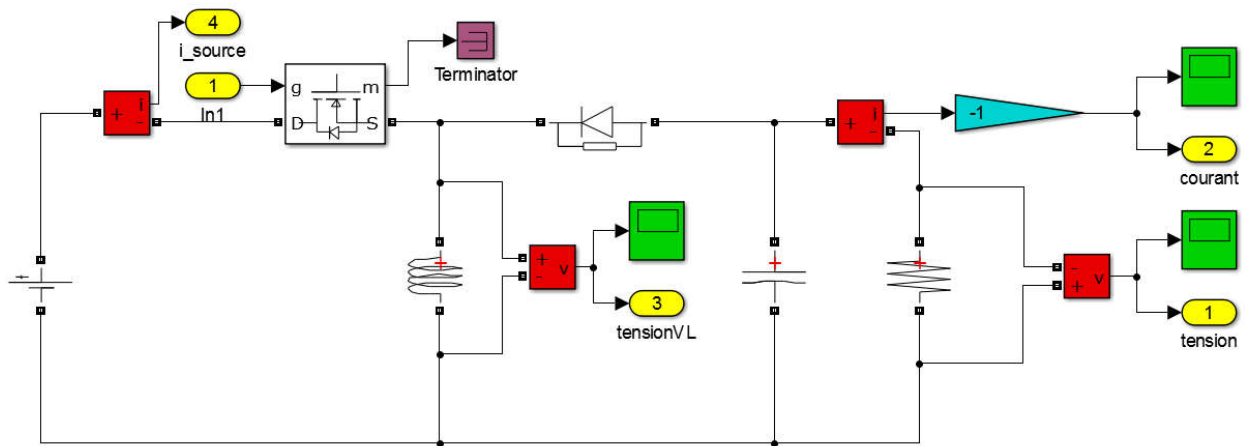 4
i_source
1
In1
g
m
D
S
Terminator
i
+
-
i
+
-
-1
2
courant
+
-
v
3
tensionVL
+
+
+
-
+
v
1
tension